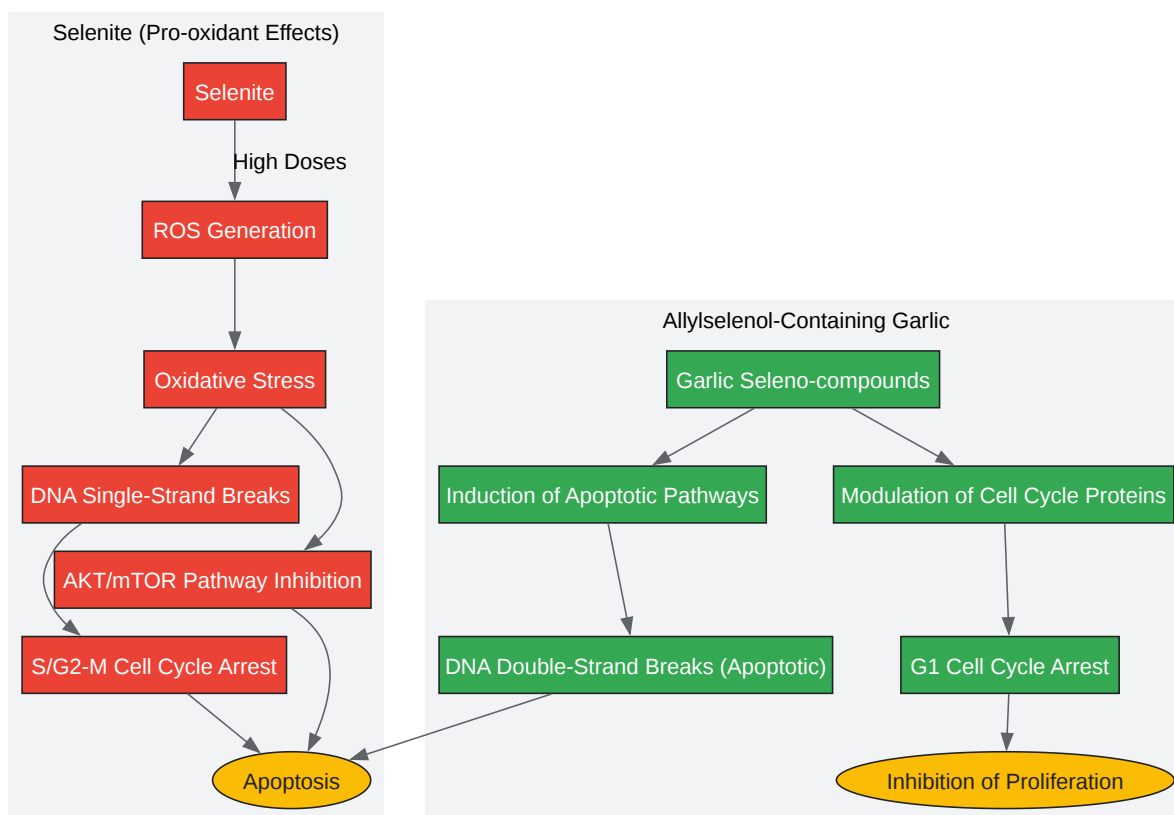 Selenite (Pro-oxidant Effects)
Selenite
High Doses
ROS Generation
Oxidative Stress
DNA Single-Strand Breaks
AKT/mTOR Pathway Inhibition
S/G2-M Cell Cycle Arrest
Apoptosis
Allylselenol-Containing Garlic
Garlic Seleno-compounds
Induction of Apoptotic Pathways
Modulation of Cell Cycle Proteins
DNA Double-Strand Breaks (Apoptotic)
G1 Cell Cycle Arrest
Inhibition of Proliferation